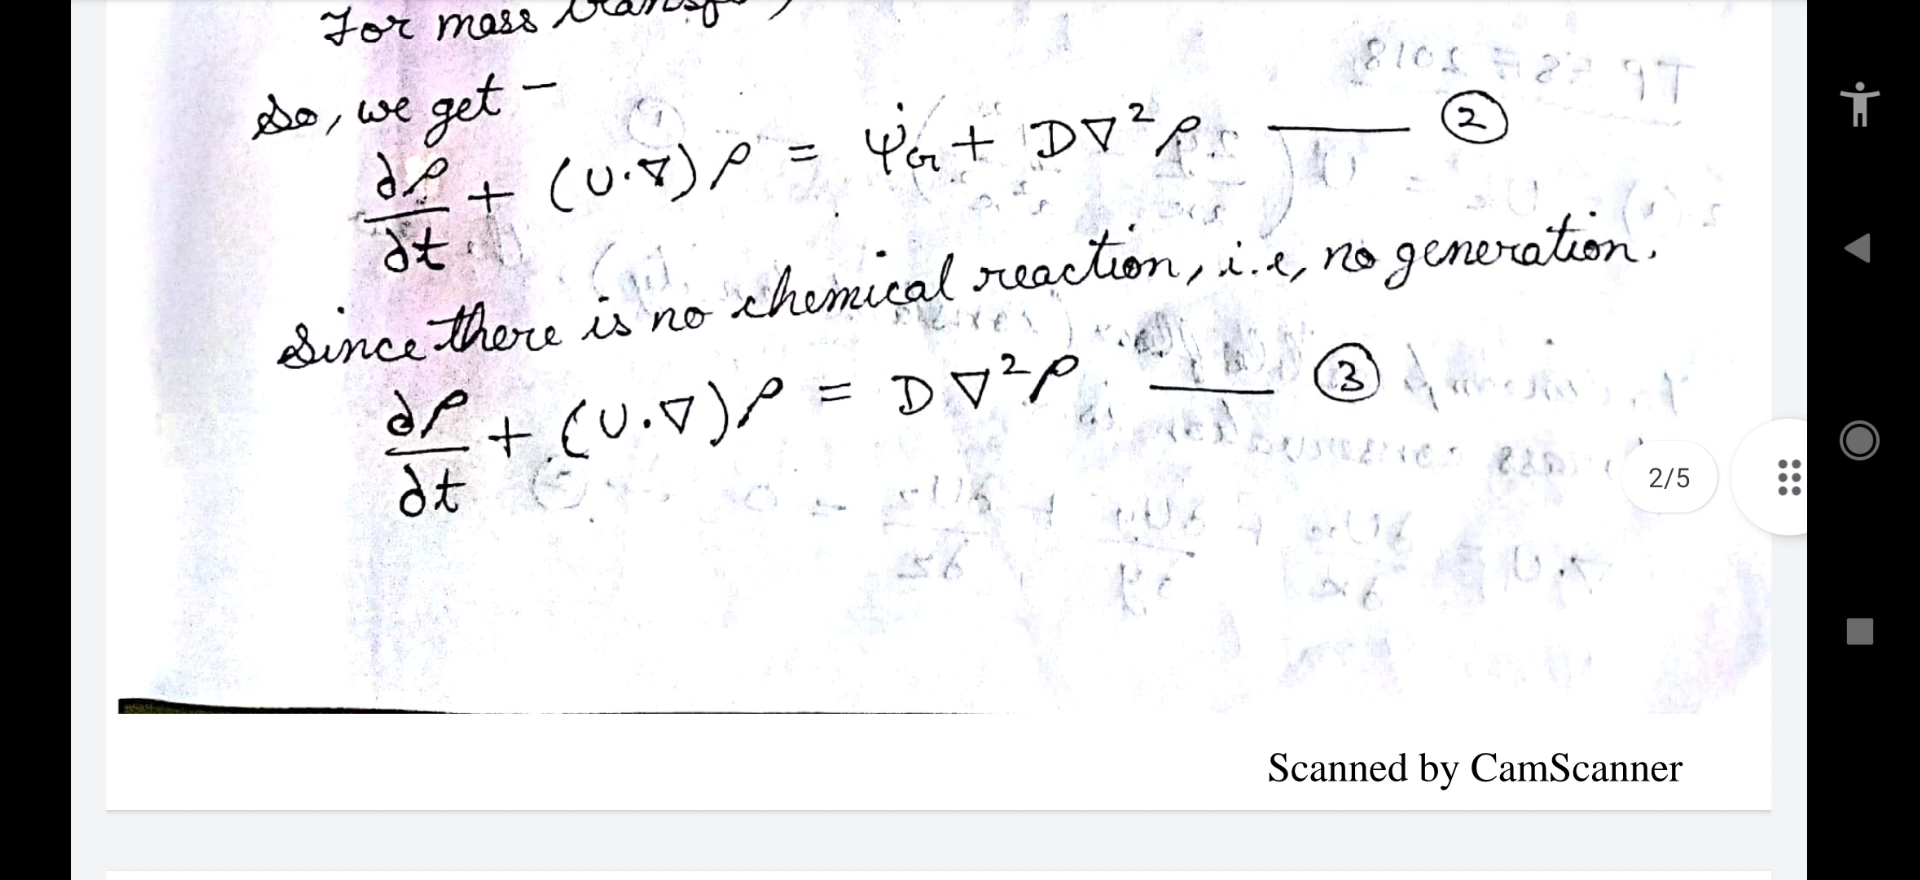 For mass transfer,
So, we get –
∂ρ/∂t + (U·∇)ρ = ψ̇G + D∇²ρ —— ②
Since there is no chemical reaction, i.e, no generation.
∂ρ/∂t + (U·∇)ρ = D∇²ρ —— ③
2/5
Scanned by CamScanner